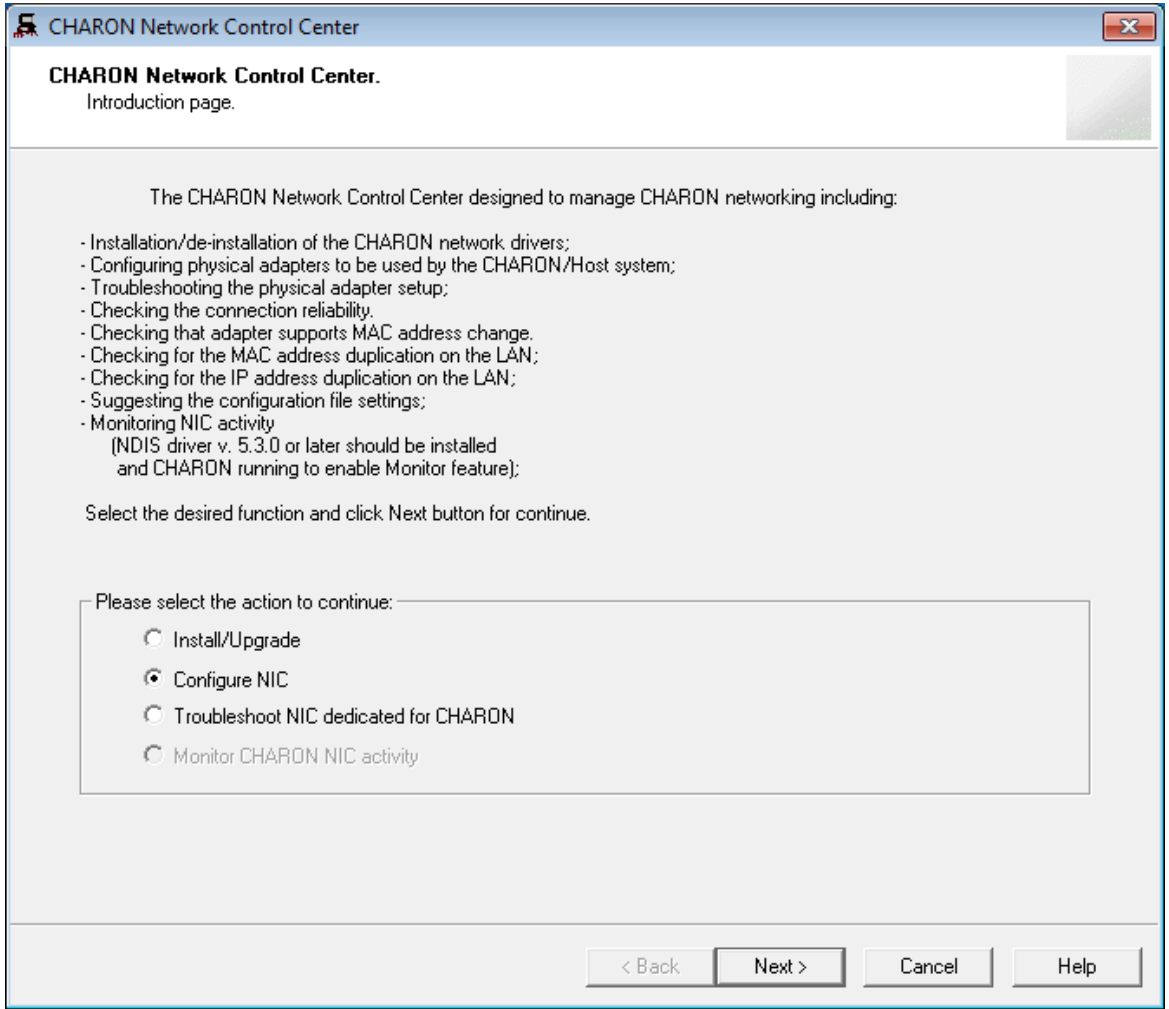 CHARON Network Control Center
CHARON Network Control Center.
Introduction page.
The CHARON Network Control Center designed to manage CHARON networking including:
- Installation/de-installation of the CHARON network drivers;
- Configuring physical adapters to be used by the CHARON/Host system;
- Troubleshooting the physical adapter setup;
- Checking the connection reliability.
- Checking that adapter supports MAC address change.
- Checking for the MAC address duplication on the LAN;
- Checking for the IP address duplication on the LAN;
- Suggesting the configuration file settings;
- Monitoring NIC activity
(NDIS driver v. 5.3.0 or later should be installed
and CHARON running to enable Monitor feature);
Select the desired function and click Next button for continue.
Please select the action to continue:
Install/Upgrade
Configure NIC
Troubleshoot NIC dedicated for CHARON
Monitor CHARON NIC activity
< Back Next > Cancel Help